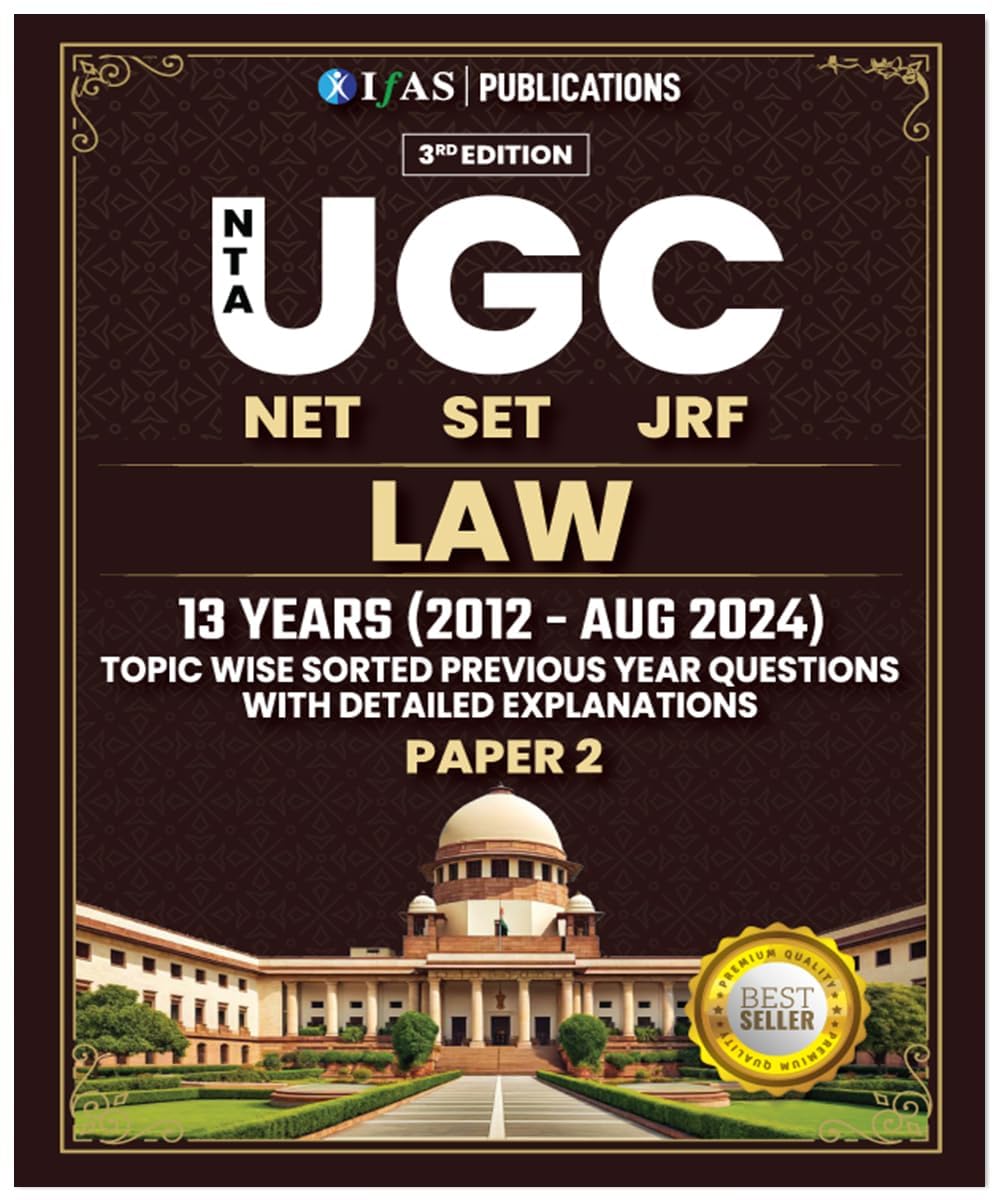 IfAS | PUBLICATIONS
3RD EDITION
NTA
UGC
NET SET JRF
LAW
13 YEARS (2012 - AUG 2024)
TOPIC WISE SORTED PREVIOUS YEAR QUESTIONS
WITH DETAILED EXPLANATIONS
PAPER 2
PREMIUM QUALITY
BEST
SELLER
PREMIUM QUALITY